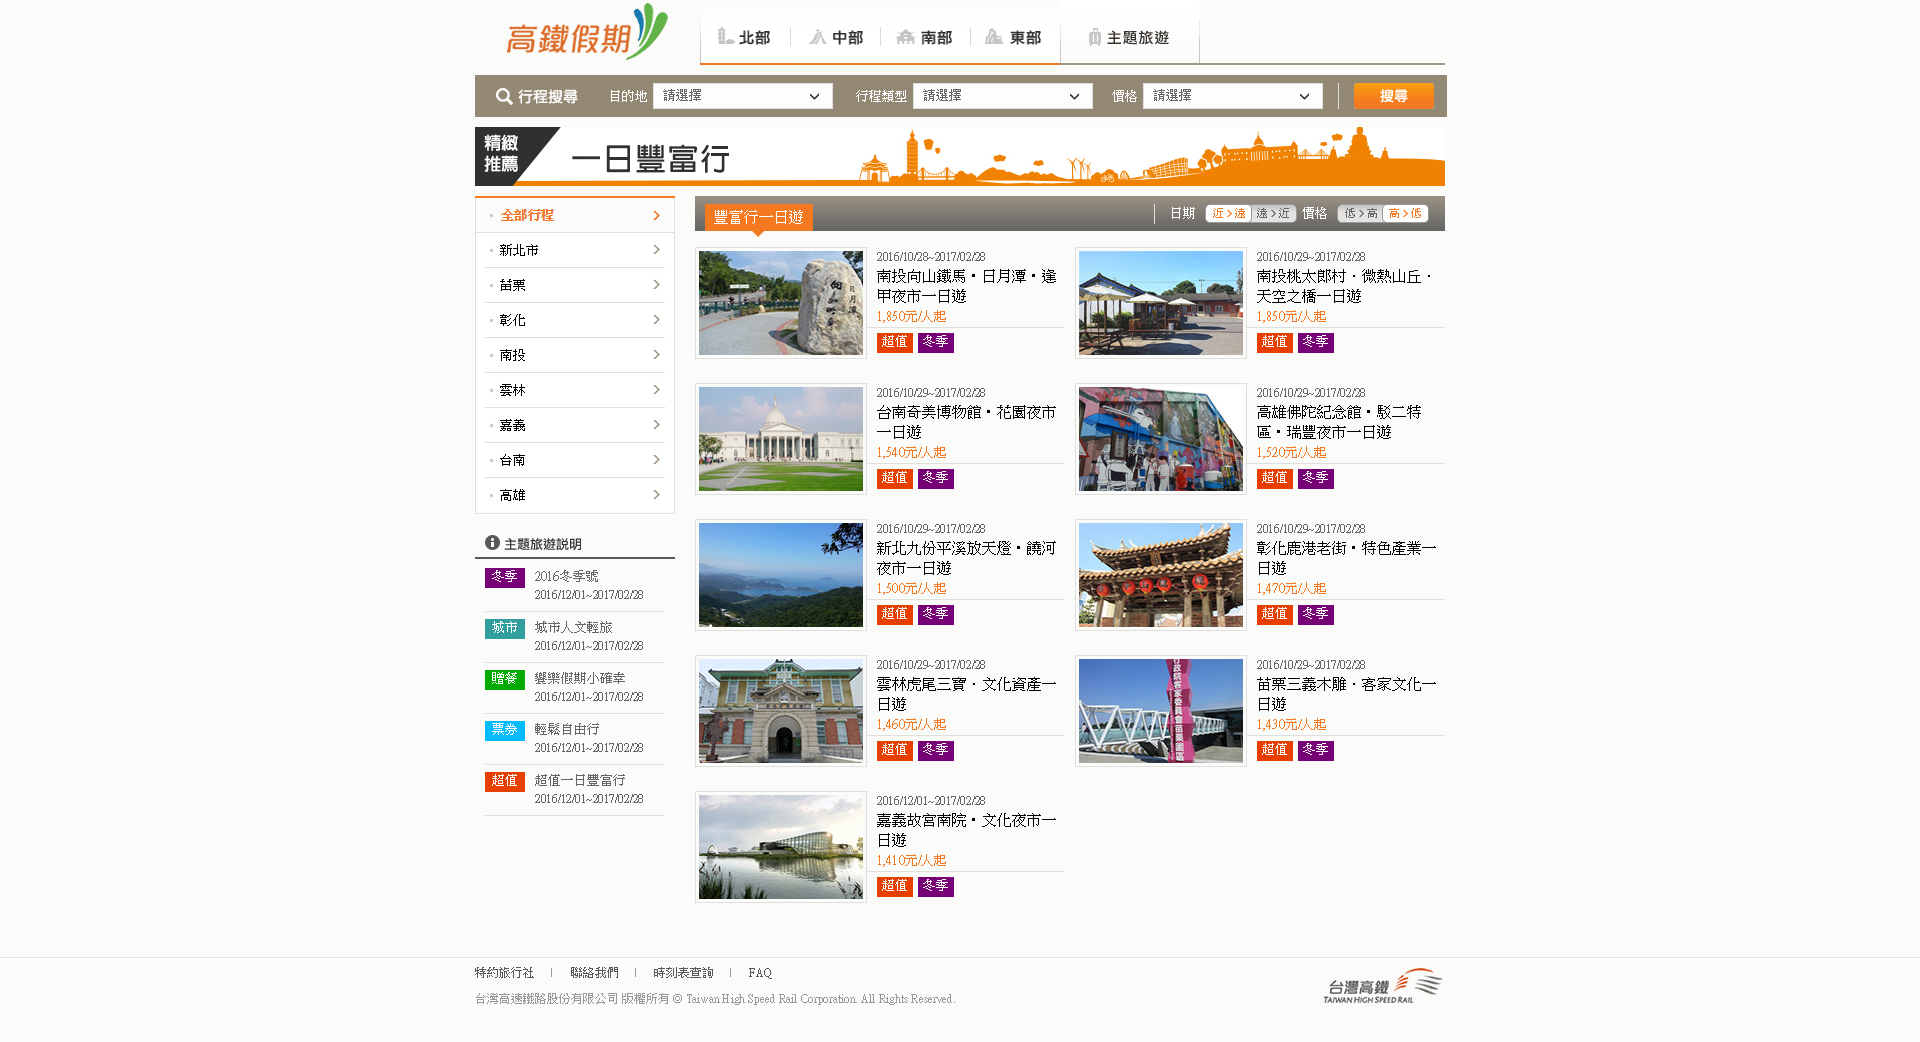 高鐵假期
北部 中部 南部 東部 主題旅遊
行程搜尋 目的地 請選擇 行程類型 請選擇 價格 請選擇 搜尋
精緻
推薦
一日豐富行
全部行程
新北市
苗栗
彰化
南投
雲林
嘉義
台南
高雄
主題旅遊說明
冬季 2016冬季號
2016/12/01~2017/02/28
城市 城市人文輕旅
2016/12/01~2017/02/28
贈餐 饗樂假期小確幸
2016/12/01~2017/02/28
票券 輕鬆自由行
2016/12/01~2017/02/28
超值 超值一日豐富行
2016/12/01~2017/02/28
豐富行一日遊 日期 近>遠 遠>近 價格 低>高 高>低
日月潭
向山
2016/10/28~2017/02/28
南投向山鐵馬‧日月潭‧逢
甲夜市一日遊
1,850元/人起
超值 冬季
2016/10/29~2017/02/28
南投桃太郎村．微熱山丘．
天空之橋一日遊
1,850元/人起
超值 冬季
2016/10/29~2017/02/28
台南奇美博物館‧花園夜市
一日遊
1,540元/人起
超值 冬季
2016/10/29~2017/02/28
高雄佛陀紀念館‧駁二特
區‧瑞豐夜市一日遊
1,520元/人起
超值 冬季
2016/10/29~2017/02/28
新北九份平溪放天燈‧饒河
夜市一日遊
1,500元/人起
超值 冬季
2016/10/29~2017/02/28
彰化鹿港老街‧特色產業一
日遊
1,470元/人起
超值 冬季
2016/10/29~2017/02/28
雲林虎尾三寶．文化資產一
日遊
1,460元/人起
超值 冬季
行政院客家委員會苗栗園區
2016/10/29~2017/02/28
苗栗三義木雕．客家文化一
日遊
1,430元/人起
超值 冬季
2016/12/01~2017/02/28
嘉義故宮南院‧文化夜市一
日遊
1,410元/人起
超值 冬季
特約旅行社 | 聯絡我們 | 時刻表查詢 | FAQ
台灣高速鐵路股份有限公司 版權所有 © Taiwan High Speed Rail Corporation. All Rights Reserved.
台灣高鐵
TAIWAN HIGH SPEED RAIL